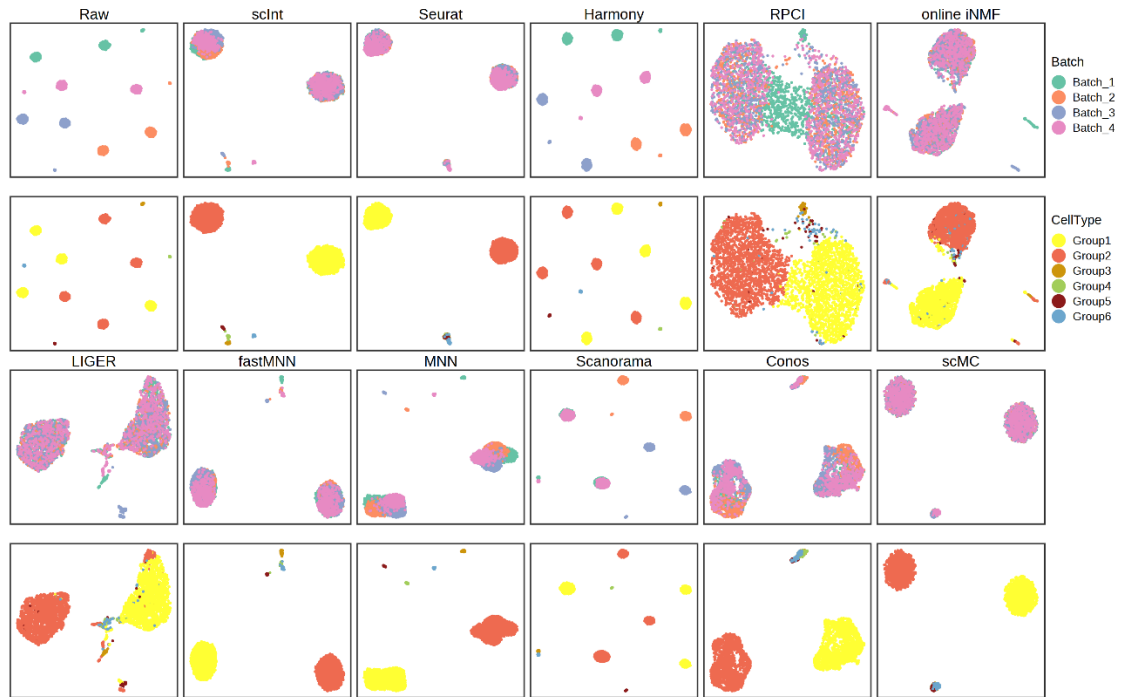 Raw scInt Seurat Harmony RPCI online iNMF
Batch
Batch_1
Batch_2
Batch_3
Batch_4
CellType
Group1
Group2
Group3
Group4
Group5
Group6
LIGER fastMNN MNN Scanorama Conos scMC